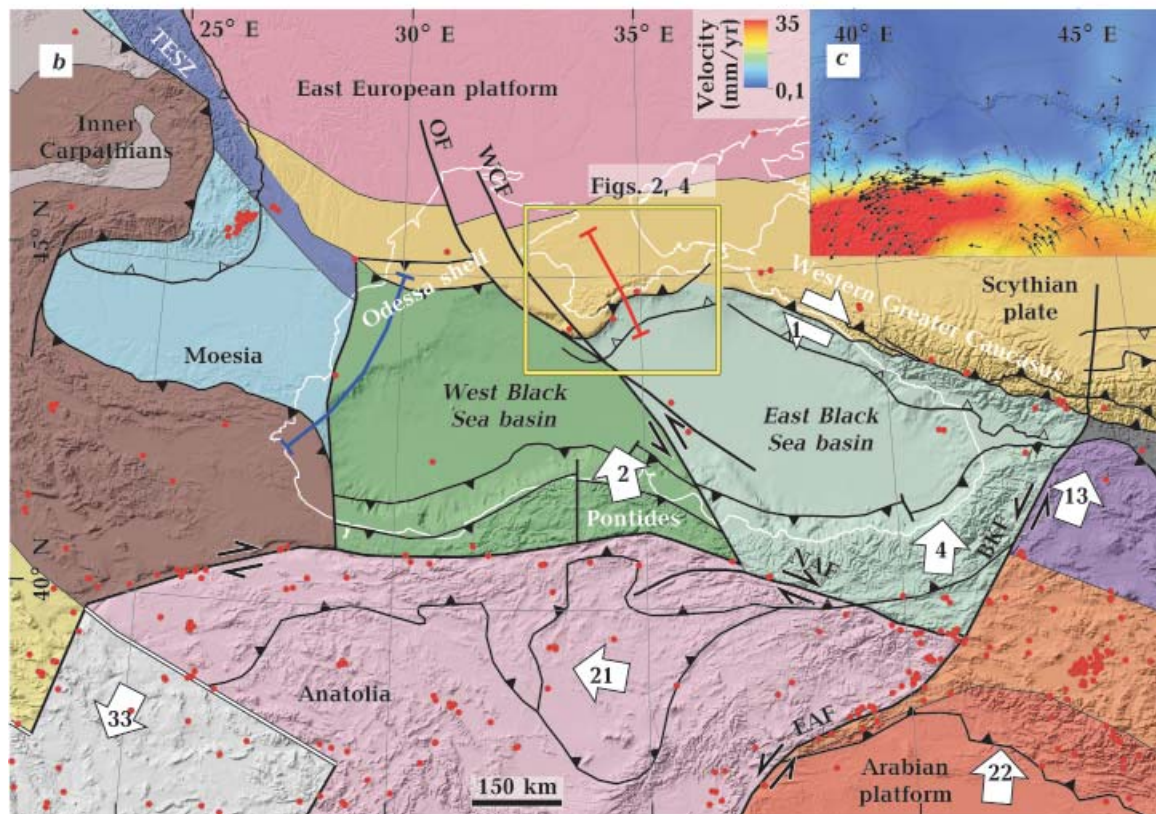 25° E
30° E
35° E
40° E
45° E
b
TESZ
East European platform
Velocity
(mm/yr)
35
0,1
c
Inner
Carpathians
OF
WCF
Figs. 2, 4
45° N
Odessa shelf
Western Greater Caucasus
Scythian
plate
1
Moesia
West Black
Sea basin
East Black
Sea basin
2
13
Pontides
4
BKF
40° N
NAF
21
Anatolia
33
EAF
22
150 km
Arabian
platform